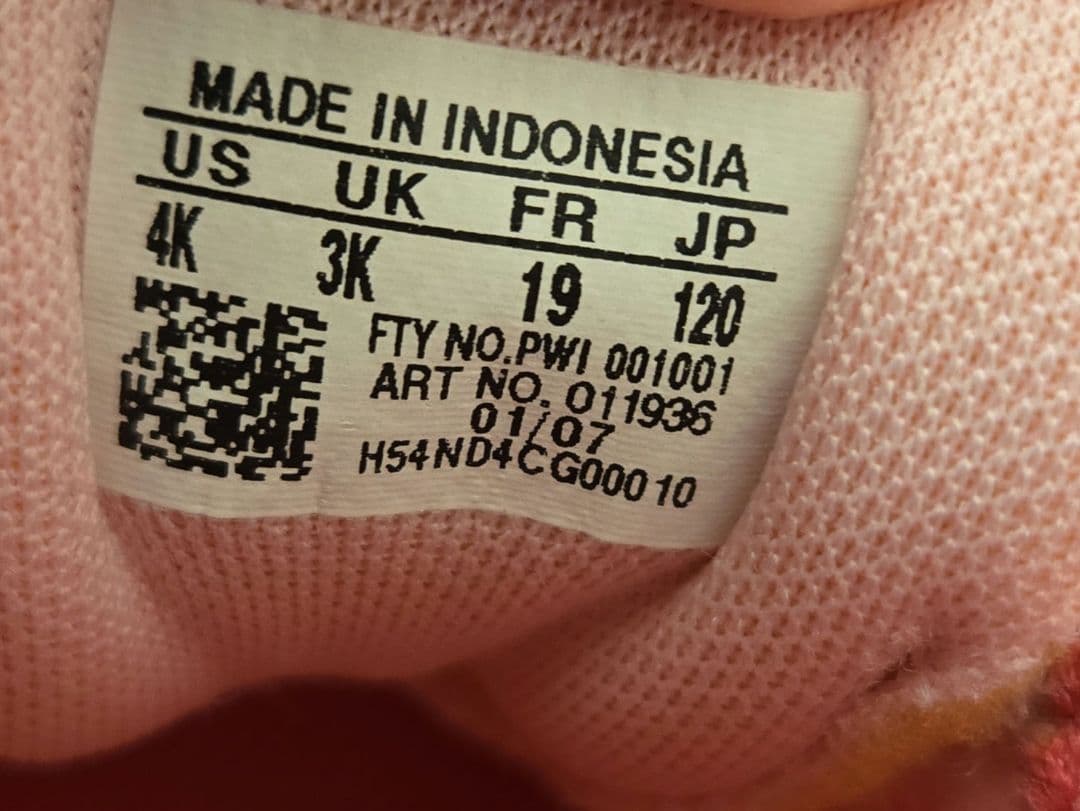 MADE IN INDONESIA
US UK FR JP
4K 3K 19 120
FTY NO.PWI 001001
ART NO. 011936
01/07
H54ND4CG00010